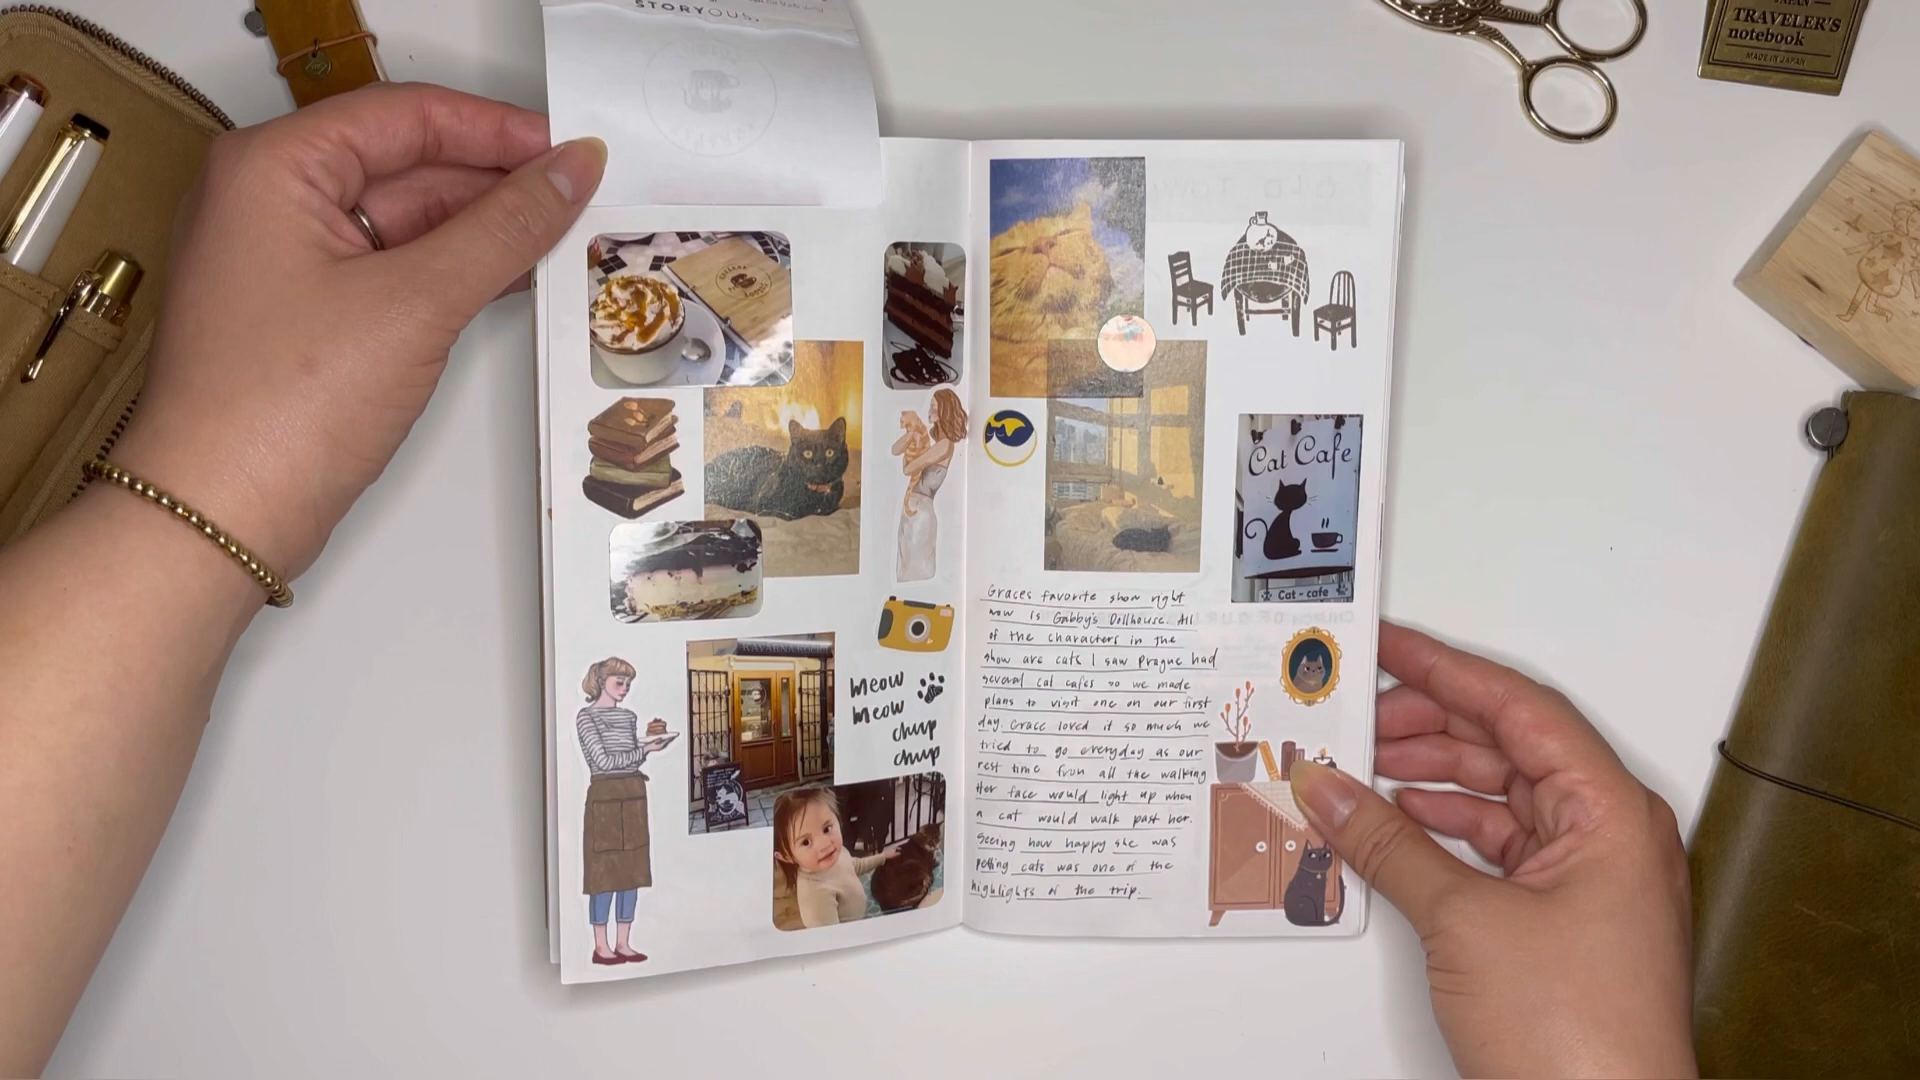 STORYOUS.
TRAVELER'S
notebook
MADE IN JAPAN
meow
meow
chup
chup
Cat Cafe
Cat - cafe
Graces favorite show right
now is Gabby's Dollhouse. All
of the characters in the
show are cats I saw Prague had
several cat cafes so we made
plans to visit one on our first
day. Grace loved it so much we
tried to go everyday as our
rest time from all the walking
Her face would light up when
a cat would walk past her.
Seeing how happy she was
petting cats was one of the
highlights of the trip.